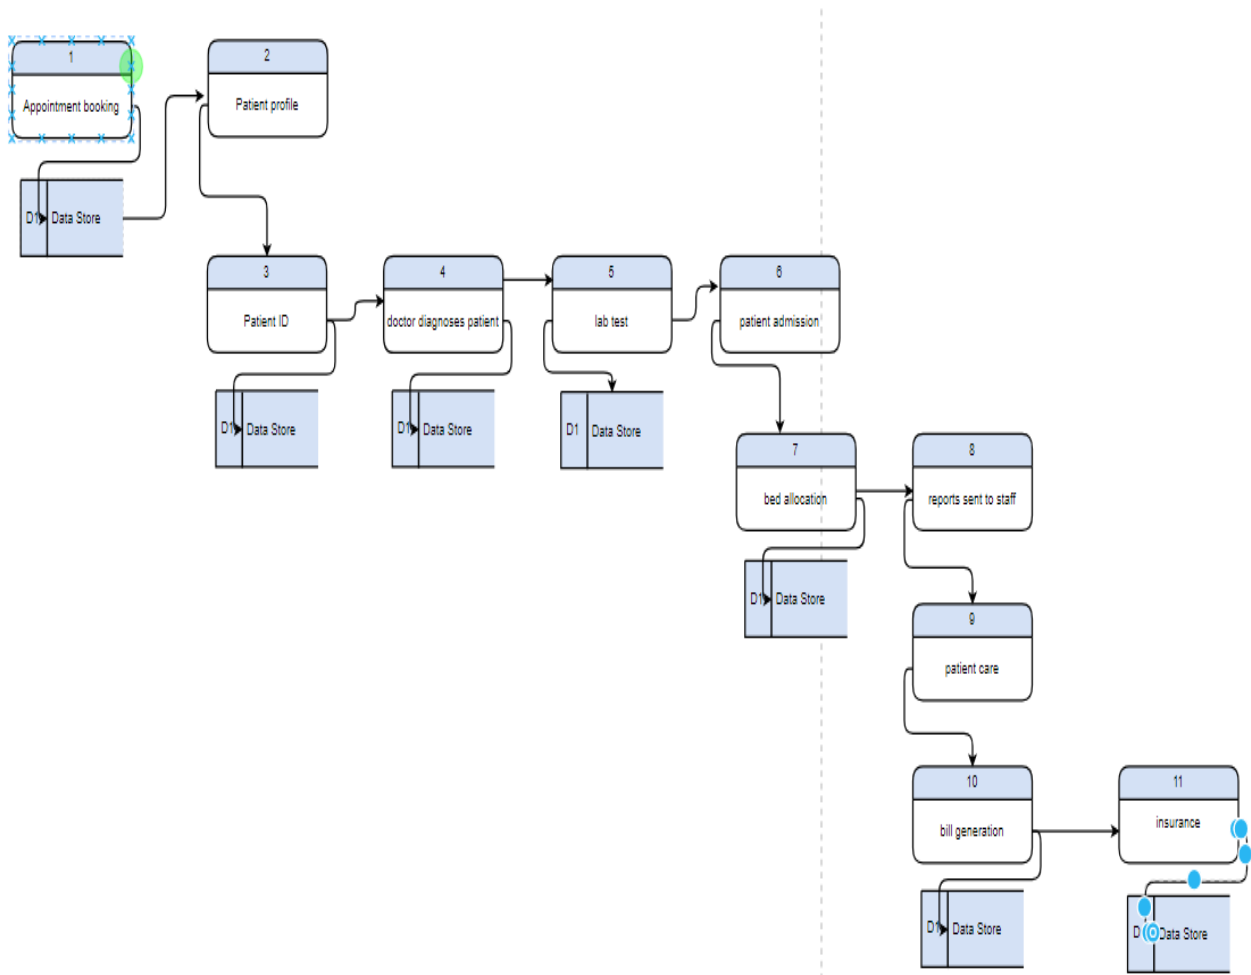 1
Appointment booking
2
Patient profile
D1
Data Store
3
Patient ID
4
doctor diagnoses patient
5
lab test
6
patient admission
D1
Data Store
D1
Data Store
D1
Data Store
7
bed allocation
8
reports sent to staff
D1
Data Store
9
patient care
10
bill generation
11
insurance
D1
Data Store
D
Data Store